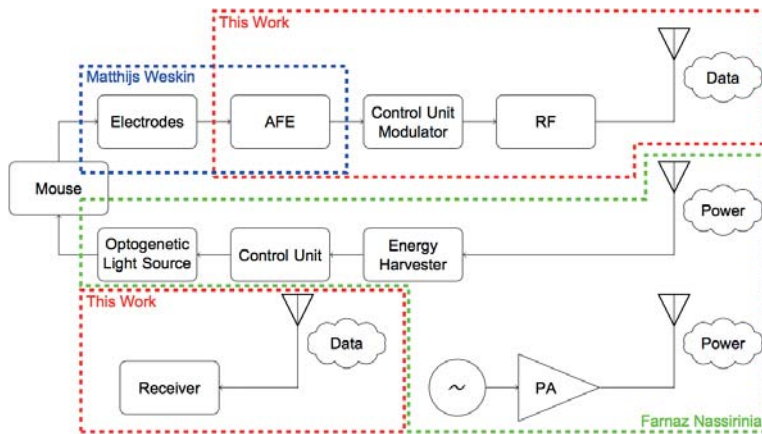 This Work
Matthijs Weskin
Data
Electrodes
AFE
Control Unit
Modulator
RF
Mouse
Power
Optogenetic
Light Source
Control Unit
Energy
Harvester
This Work
Data
Power
Receiver
~
PA
Farnaz Nassirinia